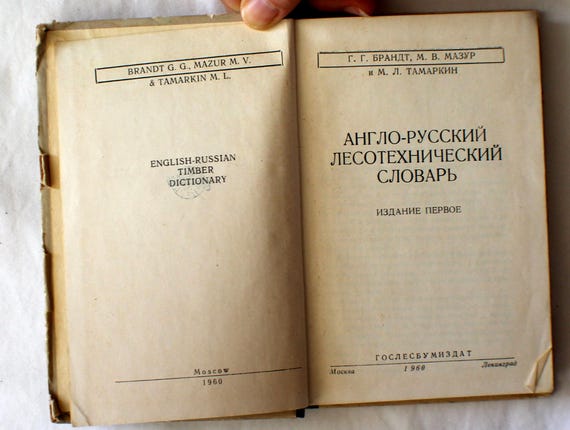 BRANDT G. G., MAZUR M. V.
& TAMARKIN M. L.
ENGLISH-RUSSIAN
TIMBER
DICTIONARY
Moscow
1960
Г. Г. БРАНДТ, М. В. МАЗУР
и М. Л. ТАМАРКИН
АНГЛО-РУССКИЙ
ЛЕСОТЕХНИЧЕСКИЙ
СЛОВАРЬ
ИЗДАНИЕ ПЕРВОЕ
ГОСЛЕСБУМИЗДАТ
Москва 1960 Ленинград